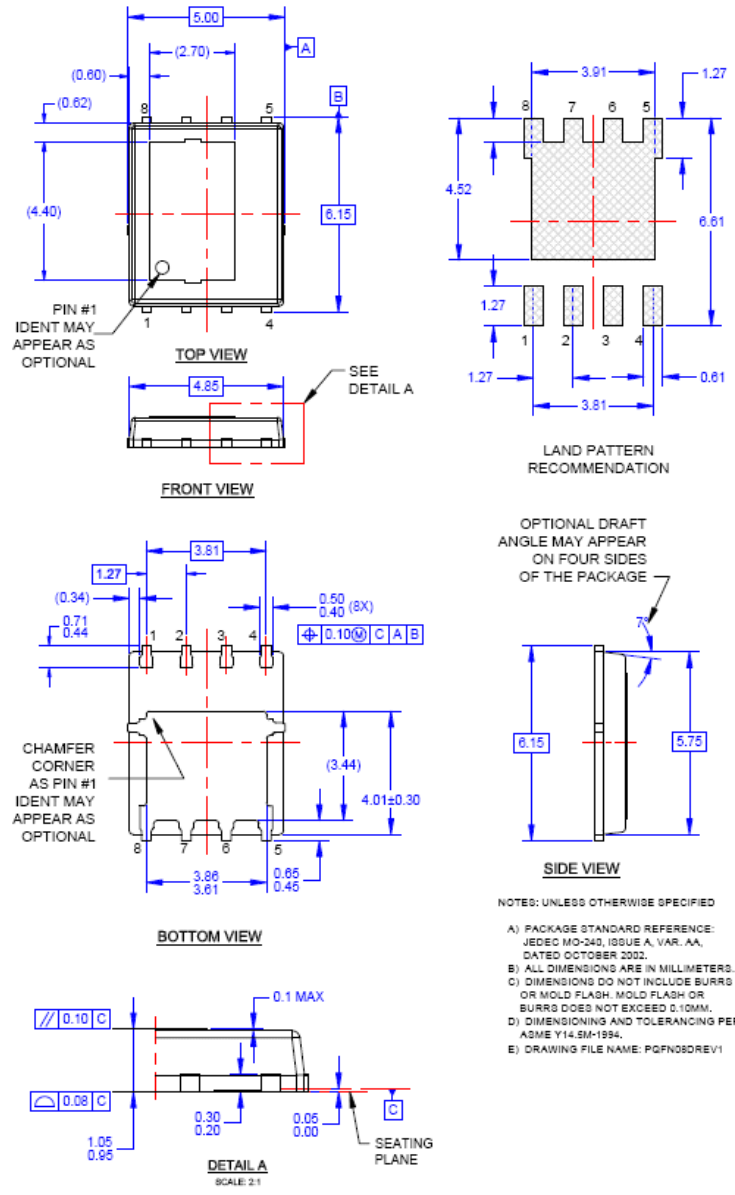 5.00
(2.70)
A
(0.60)
(0.62)
8
5
B
(4.40)
6.15
PIN #1
IDENT MAY
APPEAR AS
OPTIONAL
1
4
TOP VIEW
3.91
1.27
8
7
6
5
4.52
6.61
1.27
1
2
3
4
1.27
0.61
3.81
LAND PATTERN
RECOMMENDATION
4.85
SEE
DETAIL A
FRONT VIEW
3.81
1.27
(0.34)
0.50
0.40 (8X)
0.71
0.44
1
2
3
4
⌖ 0.10Ⓜ C A B
CHAMFER
CORNER
AS PIN #1
IDENT MAY
APPEAR AS
OPTIONAL
(3.44)
4.01±0.30
8
7
6
5
3.86
3.61
0.65
0.45
BOTTOM VIEW
OPTIONAL DRAFT
ANGLE MAY APPEAR
ON FOUR SIDES
OF THE PACKAGE
7°
6.15
5.75
SIDE VIEW
NOTES: UNLESS OTHERWISE SPECIFIED
A) PACKAGE STANDARD REFERENCE:
JEDEC MO-240, ISSUE A, VAR. AA,
DATED OCTOBER 2002.
B) ALL DIMENSIONS ARE IN MILLIMETERS.
C) DIMENSIONS DO NOT INCLUDE BURRS
OR MOLD FLASH. MOLD FLASH OR
BURRS DOES NOT EXCEED 0.10MM.
D) DIMENSIONING AND TOLERANCING PER
ASME Y14.5M-1994.
E) DRAWING FILE NAME: PQFN08DREV1
// 0.10 C
0.1 MAX
⌓ 0.08 C
1.05
0.95
0.30
0.20
0.05
0.00
C
SEATING
PLANE
DETAIL A
SCALE: 2:1